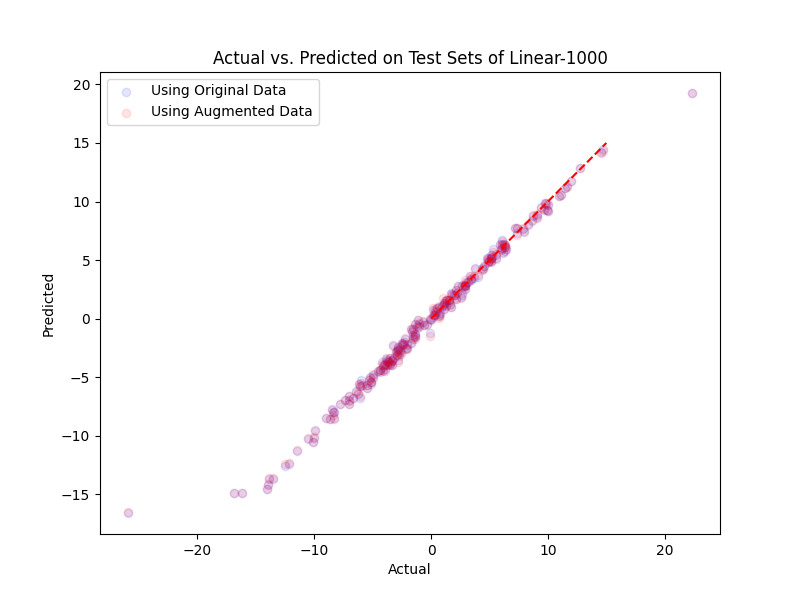 Actual vs. Predicted on Test Sets of Linear-1000
Using Original Data
Using Augmented Data
20
15
10
5
0
−5
−10
−15
Predicted
−20
−10
0
10
20
Actual